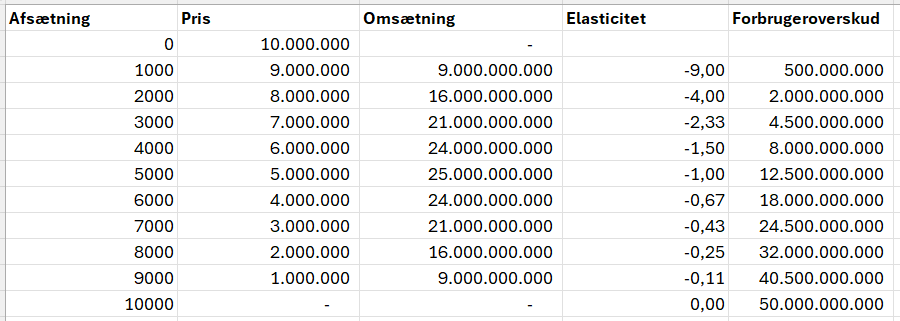 Afsætning Pris Omsætning Elasticitet Forbrugeroverskud
0 10.000.000 -
1000 9.000.000 9.000.000.000 -9,00 500.000.000
2000 8.000.000 16.000.000.000 -4,00 2.000.000.000
3000 7.000.000 21.000.000.000 -2,33 4.500.000.000
4000 6.000.000 24.000.000.000 -1,50 8.000.000.000
5000 5.000.000 25.000.000.000 -1,00 12.500.000.000
6000 4.000.000 24.000.000.000 -0,67 18.000.000.000
7000 3.000.000 21.000.000.000 -0,43 24.500.000.000
8000 2.000.000 16.000.000.000 -0,25 32.000.000.000
9000 1.000.000 9.000.000.000 -0,11 40.500.000.000
10000 - - 0,00 50.000.000.000